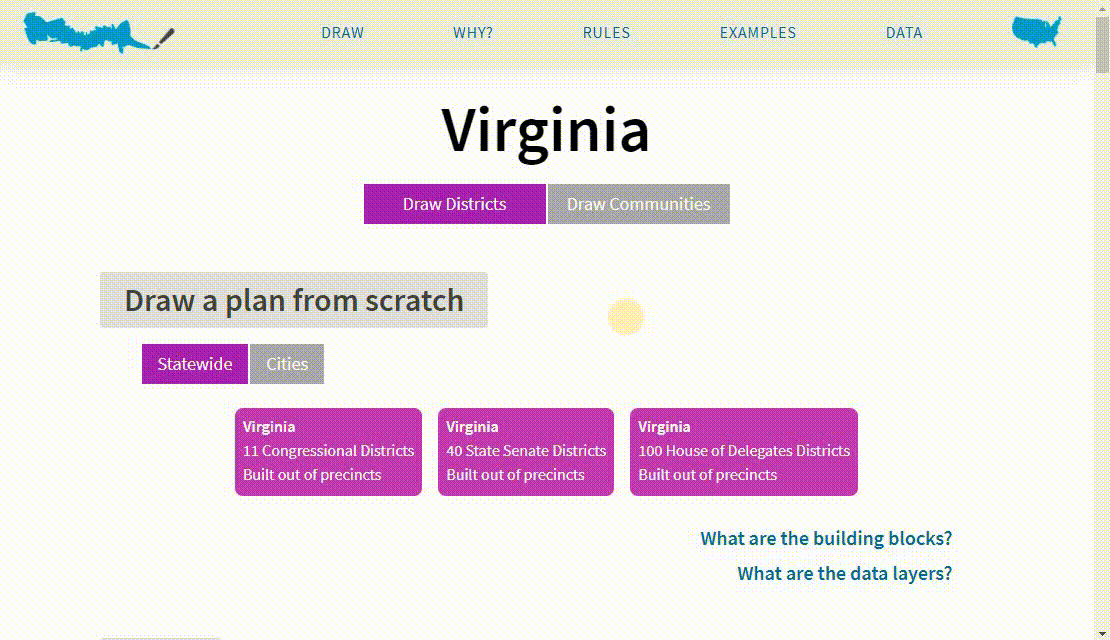 DRAW WHY? RULES EXAMPLES DATA
Virginia
Draw Districts Draw Communities
Draw a plan from scratch
Statewide Cities
Virginia
11 Congressional Districts
Built out of precincts
Virginia
40 State Senate Districts
Built out of precincts
Virginia
100 House of Delegates Districts
Built out of precincts
What are the building blocks?
What are the data layers?